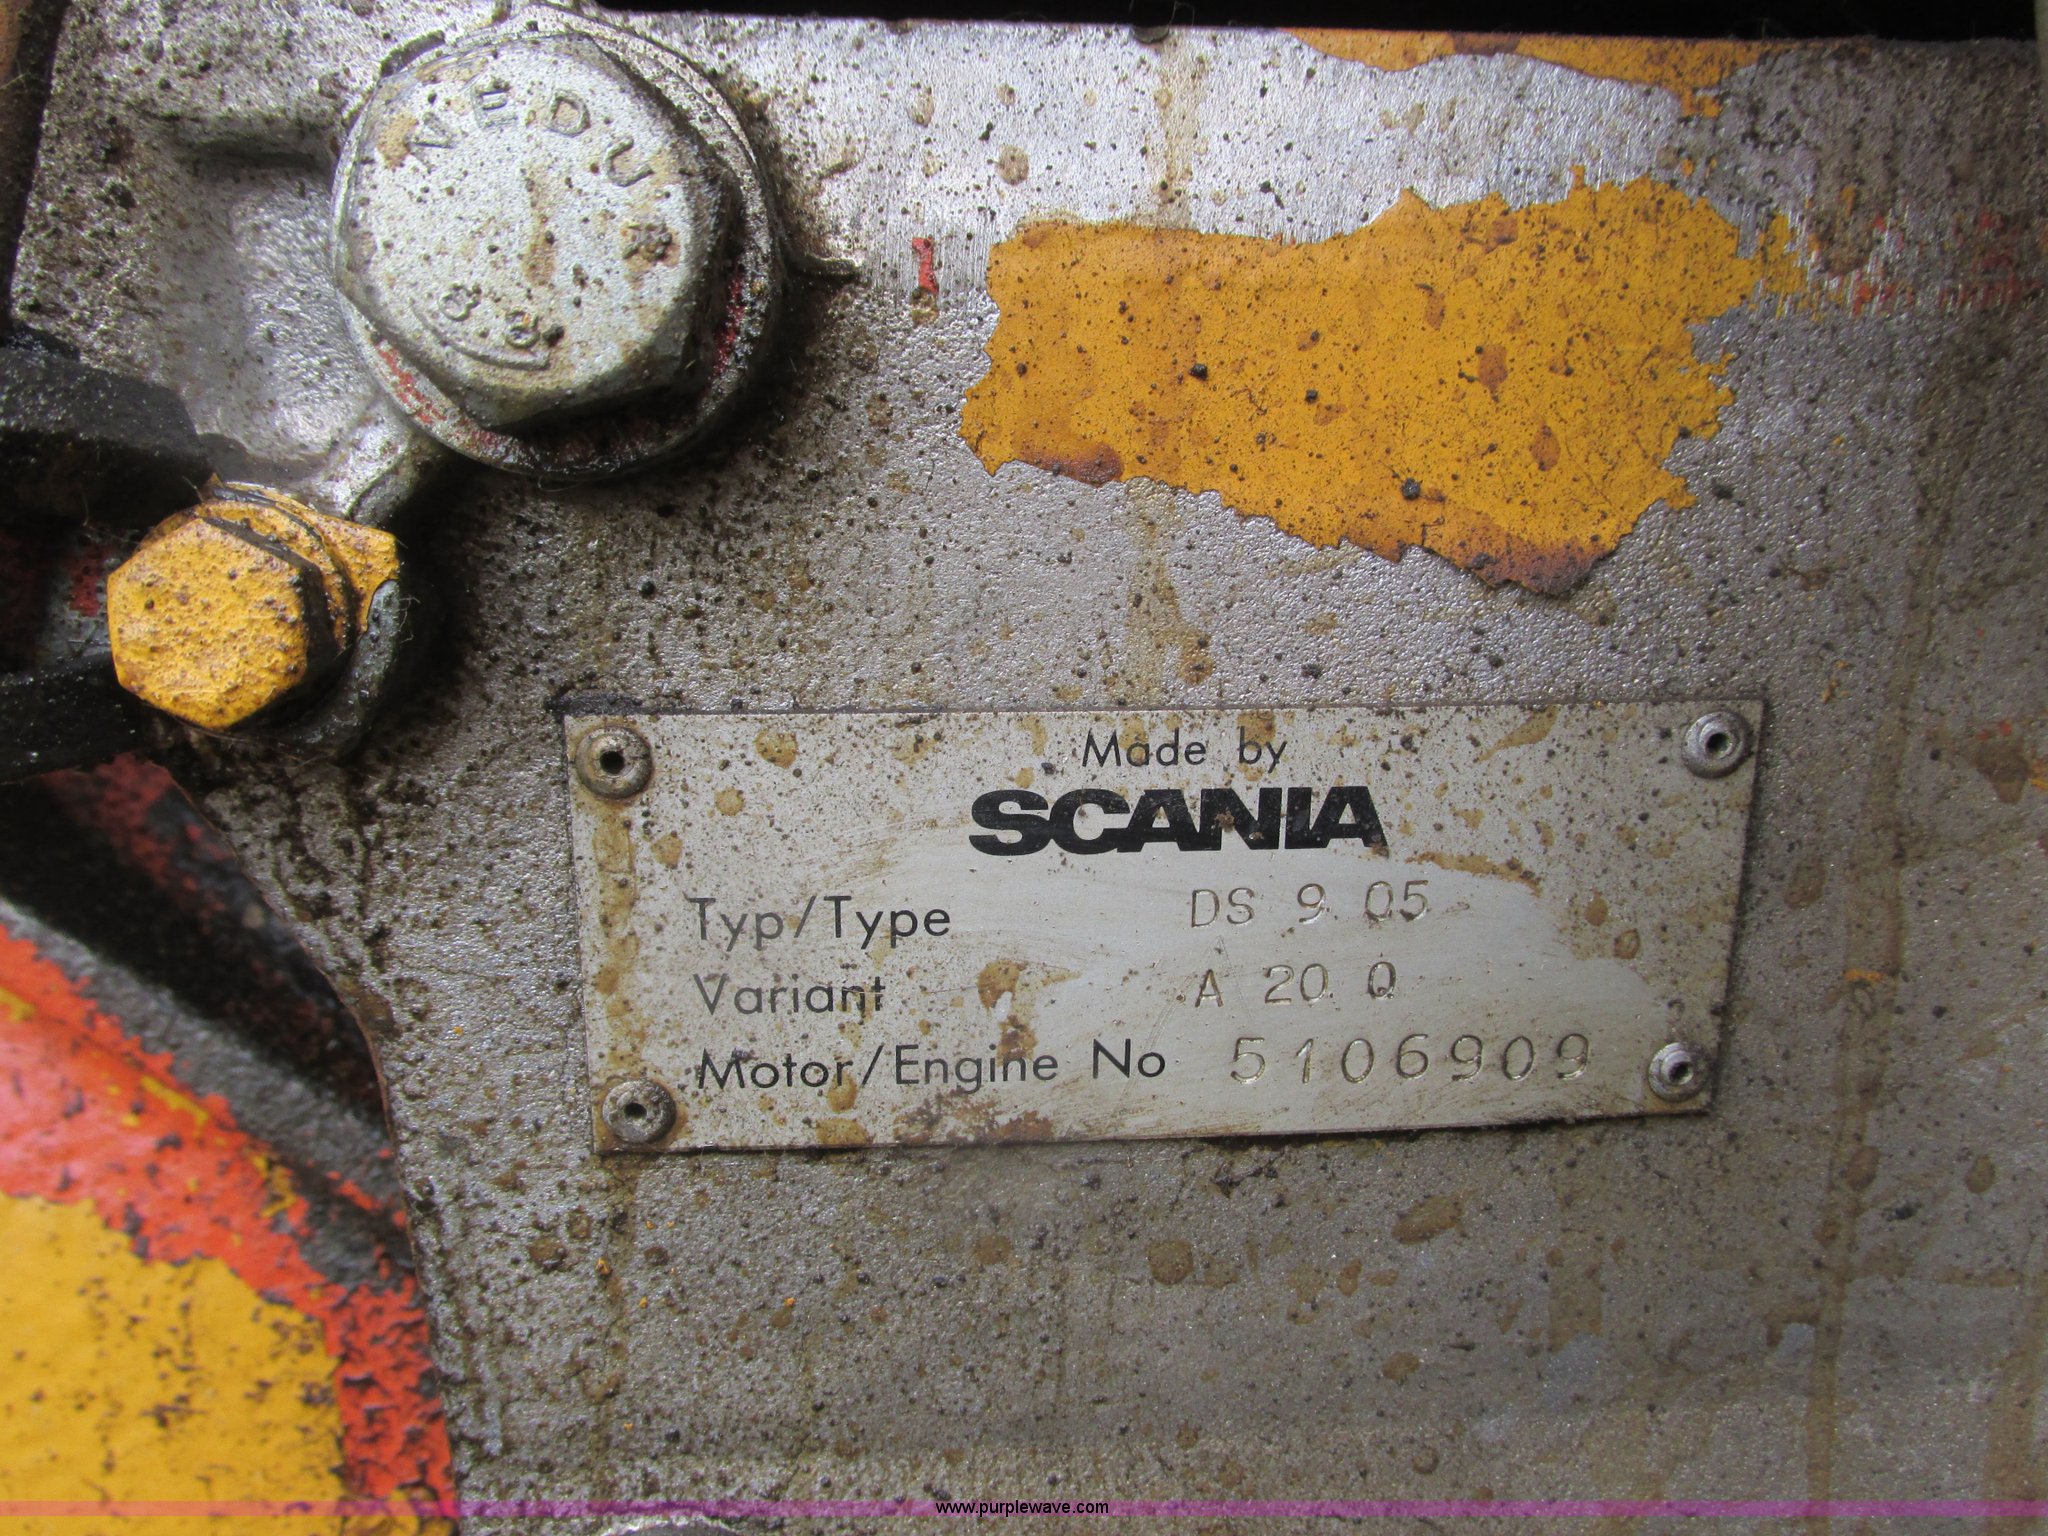 NEDUR
8.8
Made by
SCANIA
Typ/Type DS 9 05
Variant A 20 Q
Motor/Engine No 5106909
www.purplewave.com